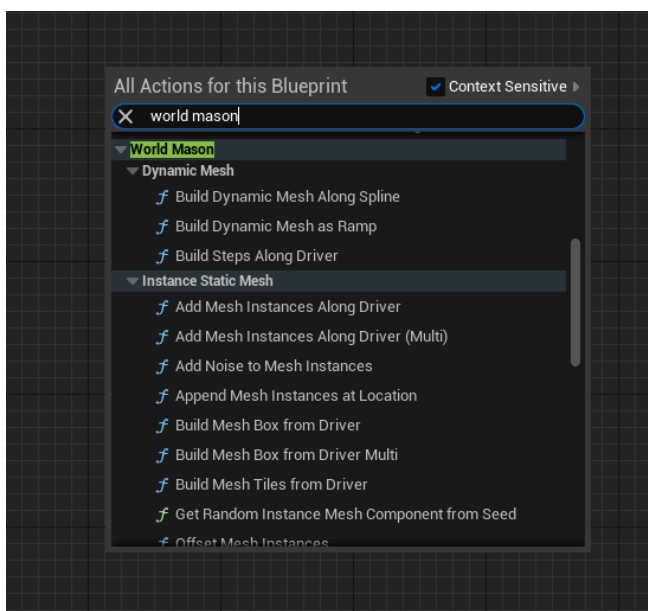 All Actions for this Blueprint Context Sensitive
world mason
World Mason
Dynamic Mesh
Build Dynamic Mesh Along Spline
Build Dynamic Mesh as Ramp
Build Steps Along Driver
Instance Static Mesh
Add Mesh Instances Along Driver
Add Mesh Instances Along Driver (Multi)
Add Noise to Mesh Instances
Append Mesh Instances at Location
Build Mesh Box from Driver
Build Mesh Box from Driver Multi
Build Mesh Tiles from Driver
Get Random Instance Mesh Component from Seed
Offset Mesh Instances